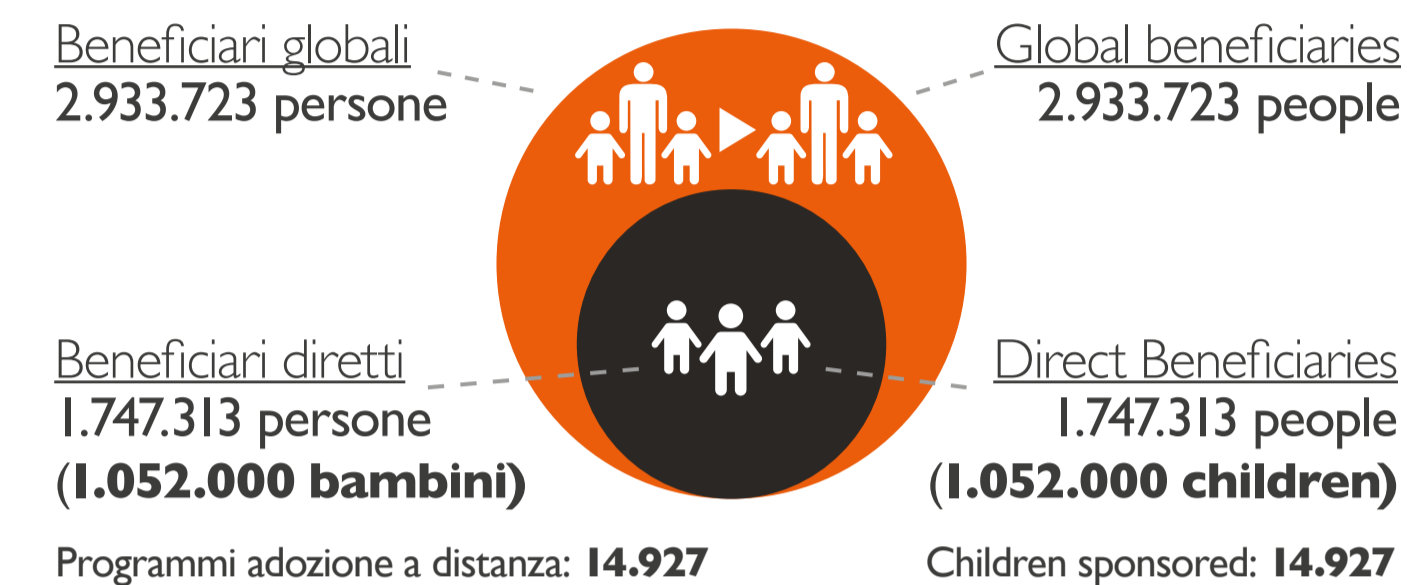 Beneficiari globali
2.933.723 persone
Global beneficiaries
2.933.723 people
Beneficiari diretti
1.747.313 persone
(1.052.000 bambini)
Direct Beneficiaries
1.747.313 people
(1.052.000 children)
Programmi adozione a distanza: 14.927
Children sponsored: 14.927